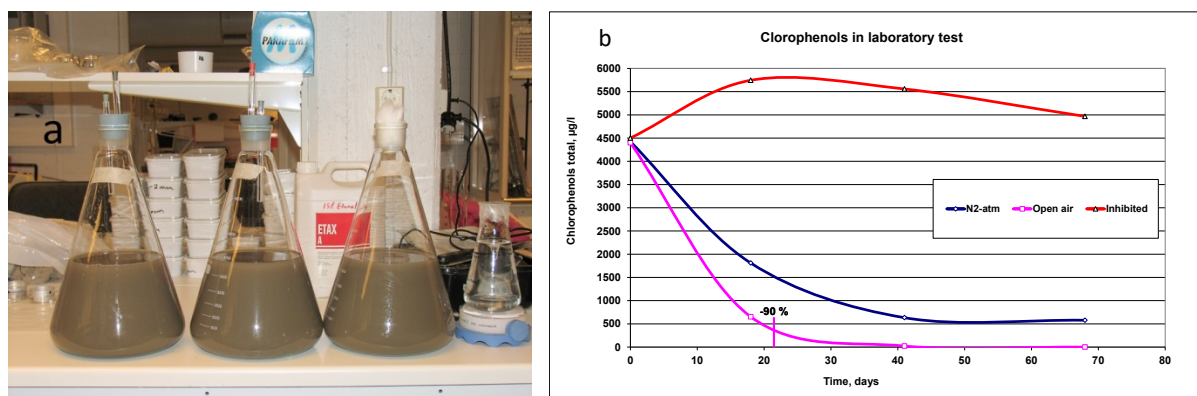 a
PARAFILM
ETAX
A
b
Clorophenols in laboratory test
Chlorophenols total, µg/l
6000
5500
5000
4500
4000
3500
3000
2500
2000
1500
1000
500
0
N2-atm Open air Inhibited
-90 %
0 10 20 30 40 50 60 70 80
Time, days